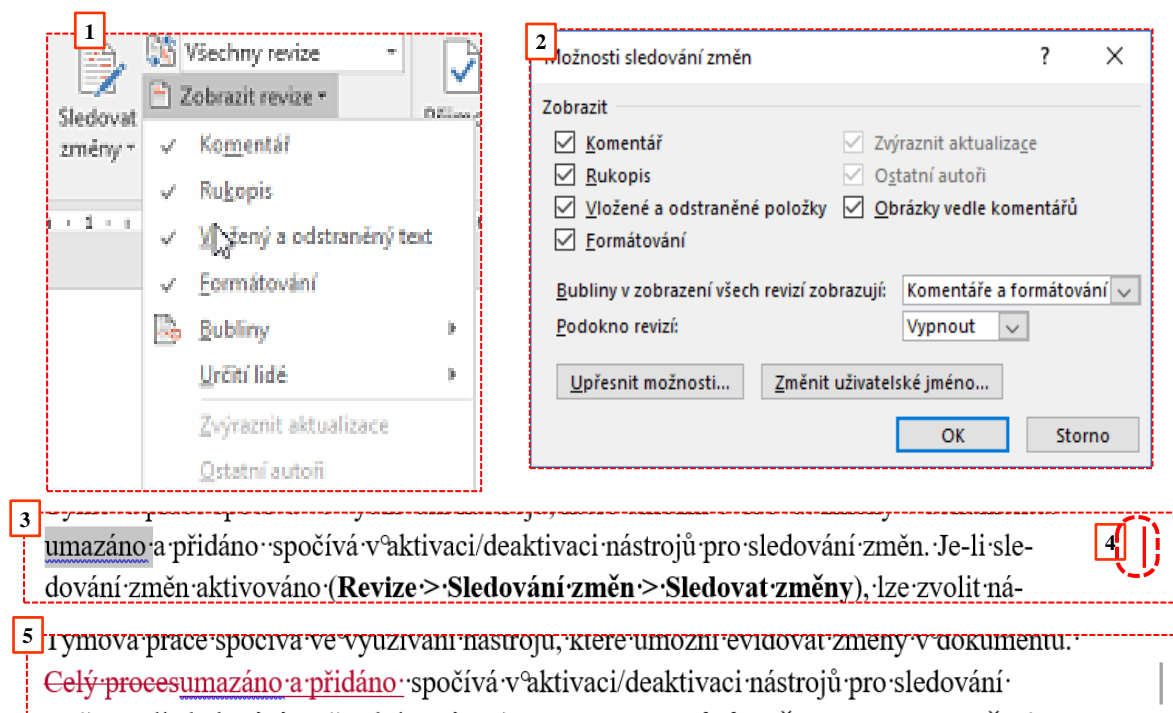 1
Všechny revize
Zobrazit revize
Sledovat
změny
1
Komentář
Rukopis
Vložený a odstraněný text
Formátování
Bubliny
Určití lidé
Zvýraznit aktualizace
Ostatní autoři
2
Možnosti sledování změn ?
Zobrazit
Komentář Zvýraznit aktualizace
Rukopis Ostatní autoři
Vložené a odstraněné položky Obrázky vedle komentářů
Formátování
Bubliny v zobrazení všech revizí zobrazují: Komentáře a formátování
Podokno revizí: Vypnout
Upřesnit možnosti... Změnit uživatelské jméno...
OK Storno
3
umazáno·a·přidáno··spočívá·v°aktivaci/deaktivaci·nástrojů·pro·sledování·změn.·Je-li·sle-
4
dování·změn·aktivováno·(Revize·>·Sledování·změn·>·Sledovat·změny),·lze·zvolit·ná-
5
Týmová·práce·spočívá·ve·využívání·nástrojů,·které·umožní·evidovat·změny·v°dokumentu.·
Celý·procesumazáno·a·přidáno··spočívá·v°aktivaci/deaktivaci·nástrojů·pro·sledování·